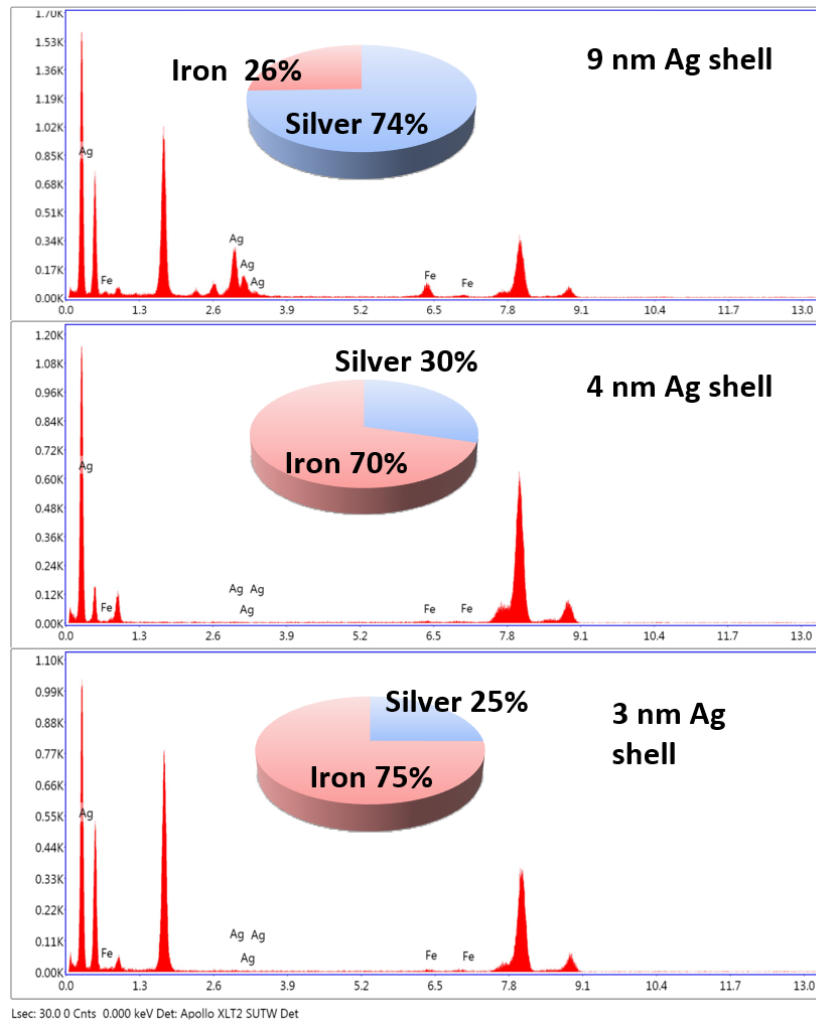 1.70K
1.53K
1.36K
1.19K
1.02K
0.85K
0.68K
0.51K
0.34K
0.17K
0.00K
Iron 26%
Silver 74%
9 nm Ag shell
Ag
Fe
Ag
Ag
Ag
Fe
Fe
0.0 1.3 2.6 3.9 5.2 6.5 7.8 9.1 10.4 11.7 13.0
1.20K
1.08K
0.96K
0.84K
0.72K
0.60K
0.48K
0.36K
0.24K
0.12K
0.00K
Silver 30%
Iron 70%
4 nm Ag shell
Ag
Fe
Ag Ag
Ag
Fe
Fe
0.0 1.3 2.6 3.9 5.2 6.5 7.8 9.1 10.4 11.7 13.0
1.10K
0.99K
0.88K
0.77K
0.66K
0.55K
0.44K
0.33K
0.22K
0.11K
0.00K
Silver 25%
Iron 75%
3 nm Ag
shell
Ag
Fe
Ag Ag
Ag
Fe
Fe
0.0 1.3 2.6 3.9 5.2 6.5 7.8 9.1 10.4 11.7 13.0
Lsec: 30.0 0 Cnts 0.000 keV Det: Apollo XLT2 SUTW Det